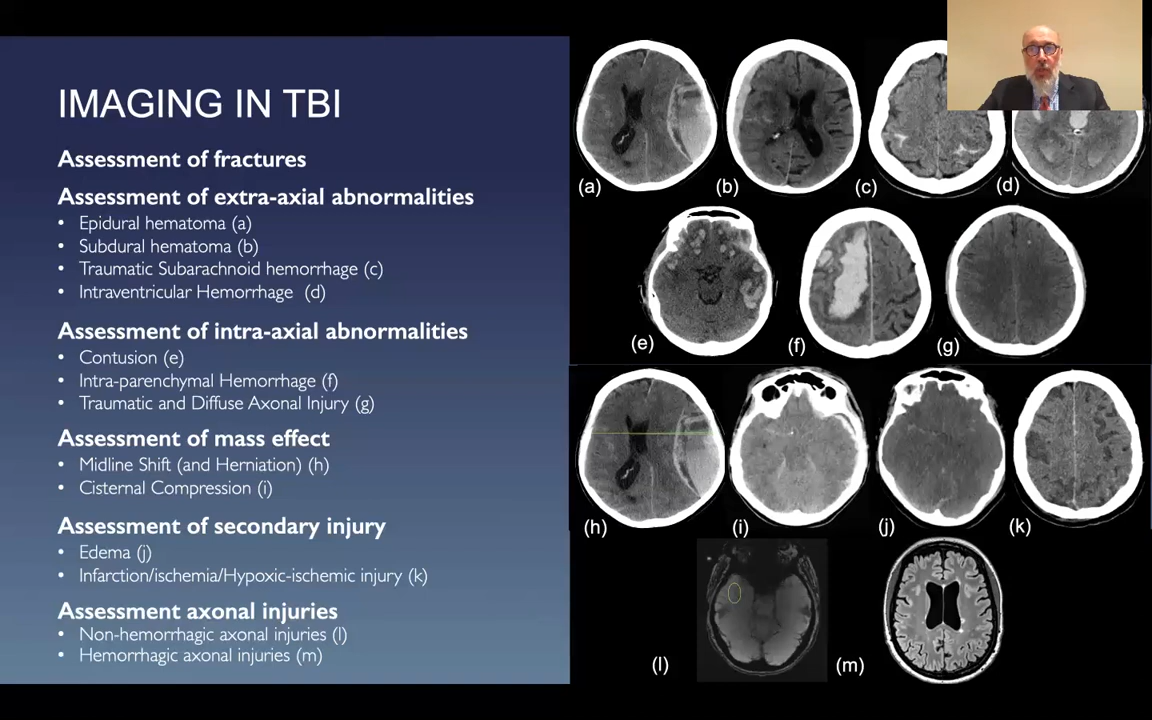 IMAGING IN TBI
Assessment of fractures
Assessment of extra-axial abnormalities
• Epidural hematoma (a)
• Subdural hematoma (b)
• Traumatic Subarachnoid hemorrhage (c)
• Intraventricular Hemorrhage (d)
Assessment of intra-axial abnormalities
• Contusion (e)
• Intra-parenchymal Hemorrhage (f)
• Traumatic and Diffuse Axonal Injury (g)
Assessment of mass effect
• Midline Shift (and Herniation) (h)
• Cisternal Compression (i)
Assessment of secondary injury
• Edema (j)
• Infarction/ischemia/Hypoxic-ischemic injury (k)
Assessment axonal injuries
• Non-hemorrhagic axonal injuries (l)
• Hemorrhagic axonal injuries (m)
(a) (b) (c) (d)
(e) (f) (g)
(h) (i) (j) (k)
(l) (m)